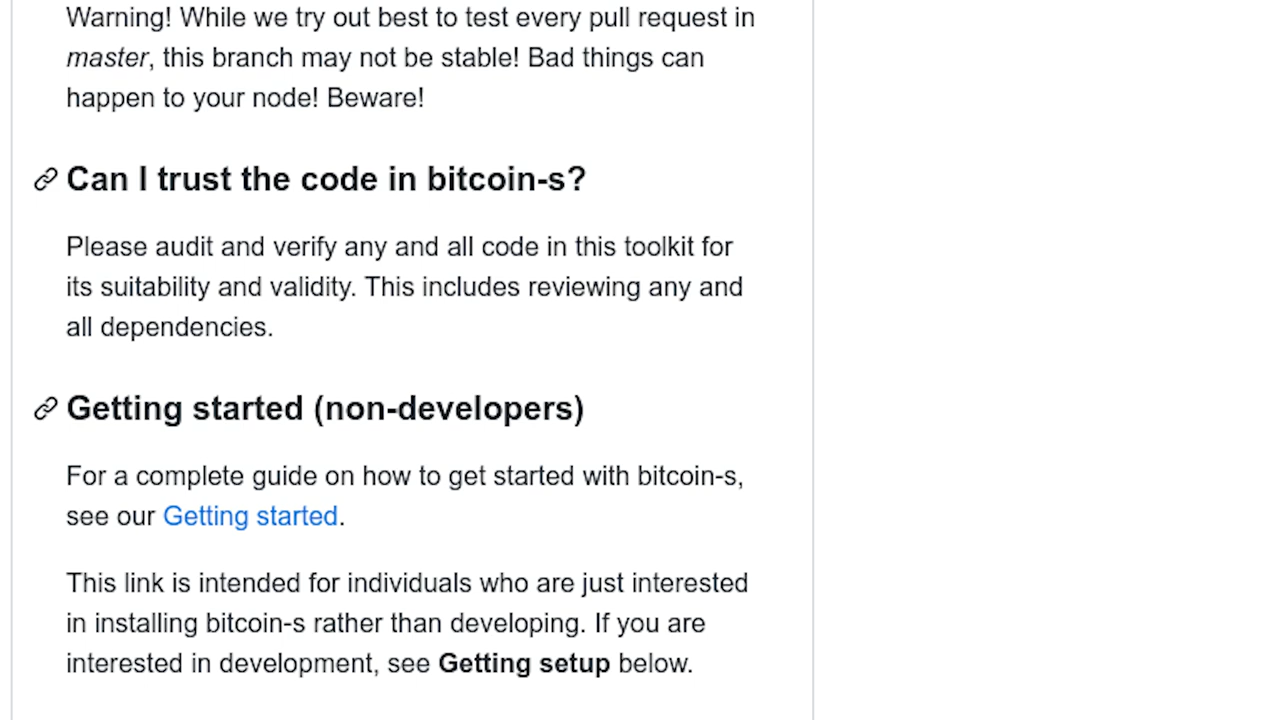 Warning! While we try out best to test every pull request in
master, this branch may not be stable! Bad things can
happen to your node! Beware!
Can I trust the code in bitcoin-s?
Please audit and verify any and all code in this toolkit for
its suitability and validity. This includes reviewing any and
all dependencies.
Getting started (non-developers)
For a complete guide on how to get started with bitcoin-s,
see our Getting started.
This link is intended for individuals who are just interested
in installing bitcoin-s rather than developing. If you are
interested in development, see Getting setup below.